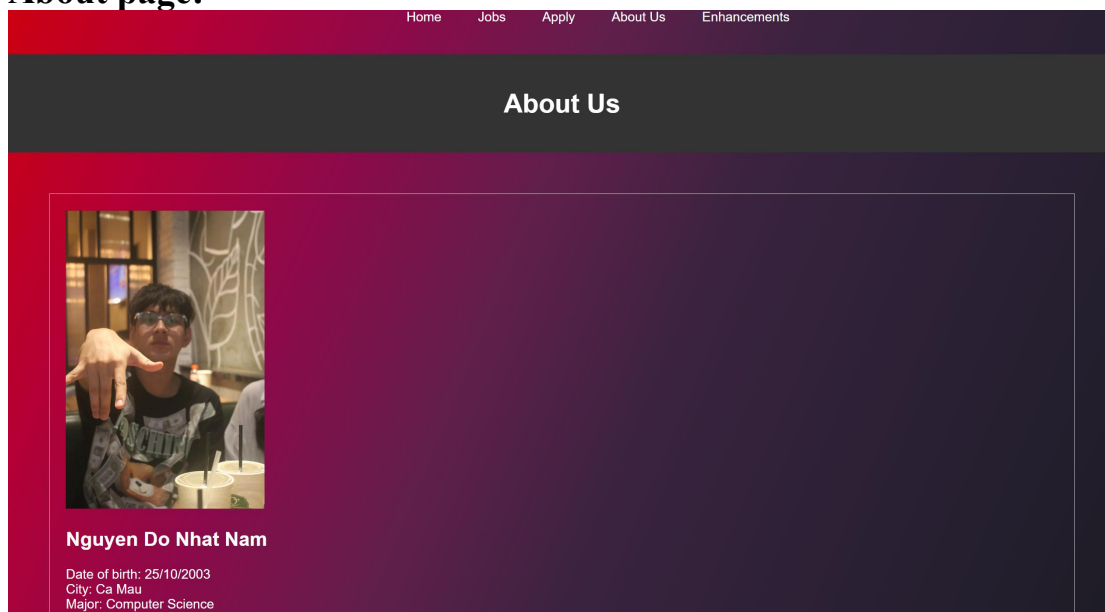 About page:
Home Jobs Apply About Us Enhancements
About Us
Nguyen Do Nhat Nam
Date of birth: 25/10/2003
City: Ca Mau
Major: Computer Science